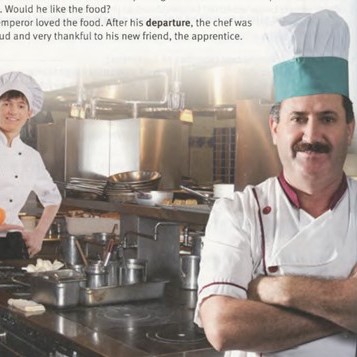 . Would he like the food?
emperor loved the food. After his departure, the chef was
ud and very thankful to his new friend, the apprentice.